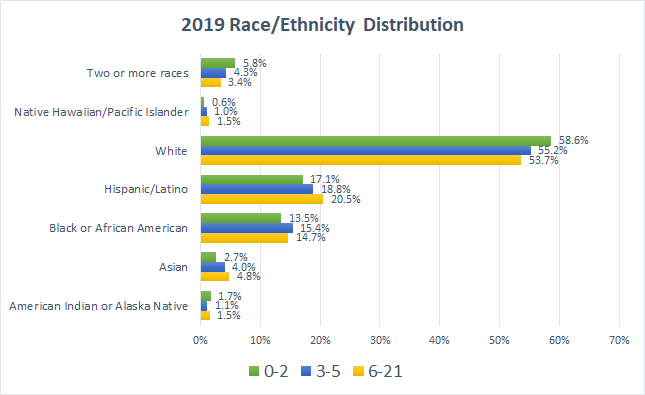 2019 Race/Ethnicity Distribution
Two or more races
5.8%
4.3%
3.4%
Native Hawaiian/Pacific Islander
0.6%
1.0%
1.5%
White
58.6%
55.2%
53.7%
Hispanic/Latino
17.1%
18.8%
20.5%
Black or African American
13.5%
15.4%
14.7%
Asian
2.7%
4.0%
4.8%
American Indian or Alaska Native
1.7%
1.1%
1.5%
0% 10% 20% 30% 40% 50% 60% 70%
0-2 3-5 6-21